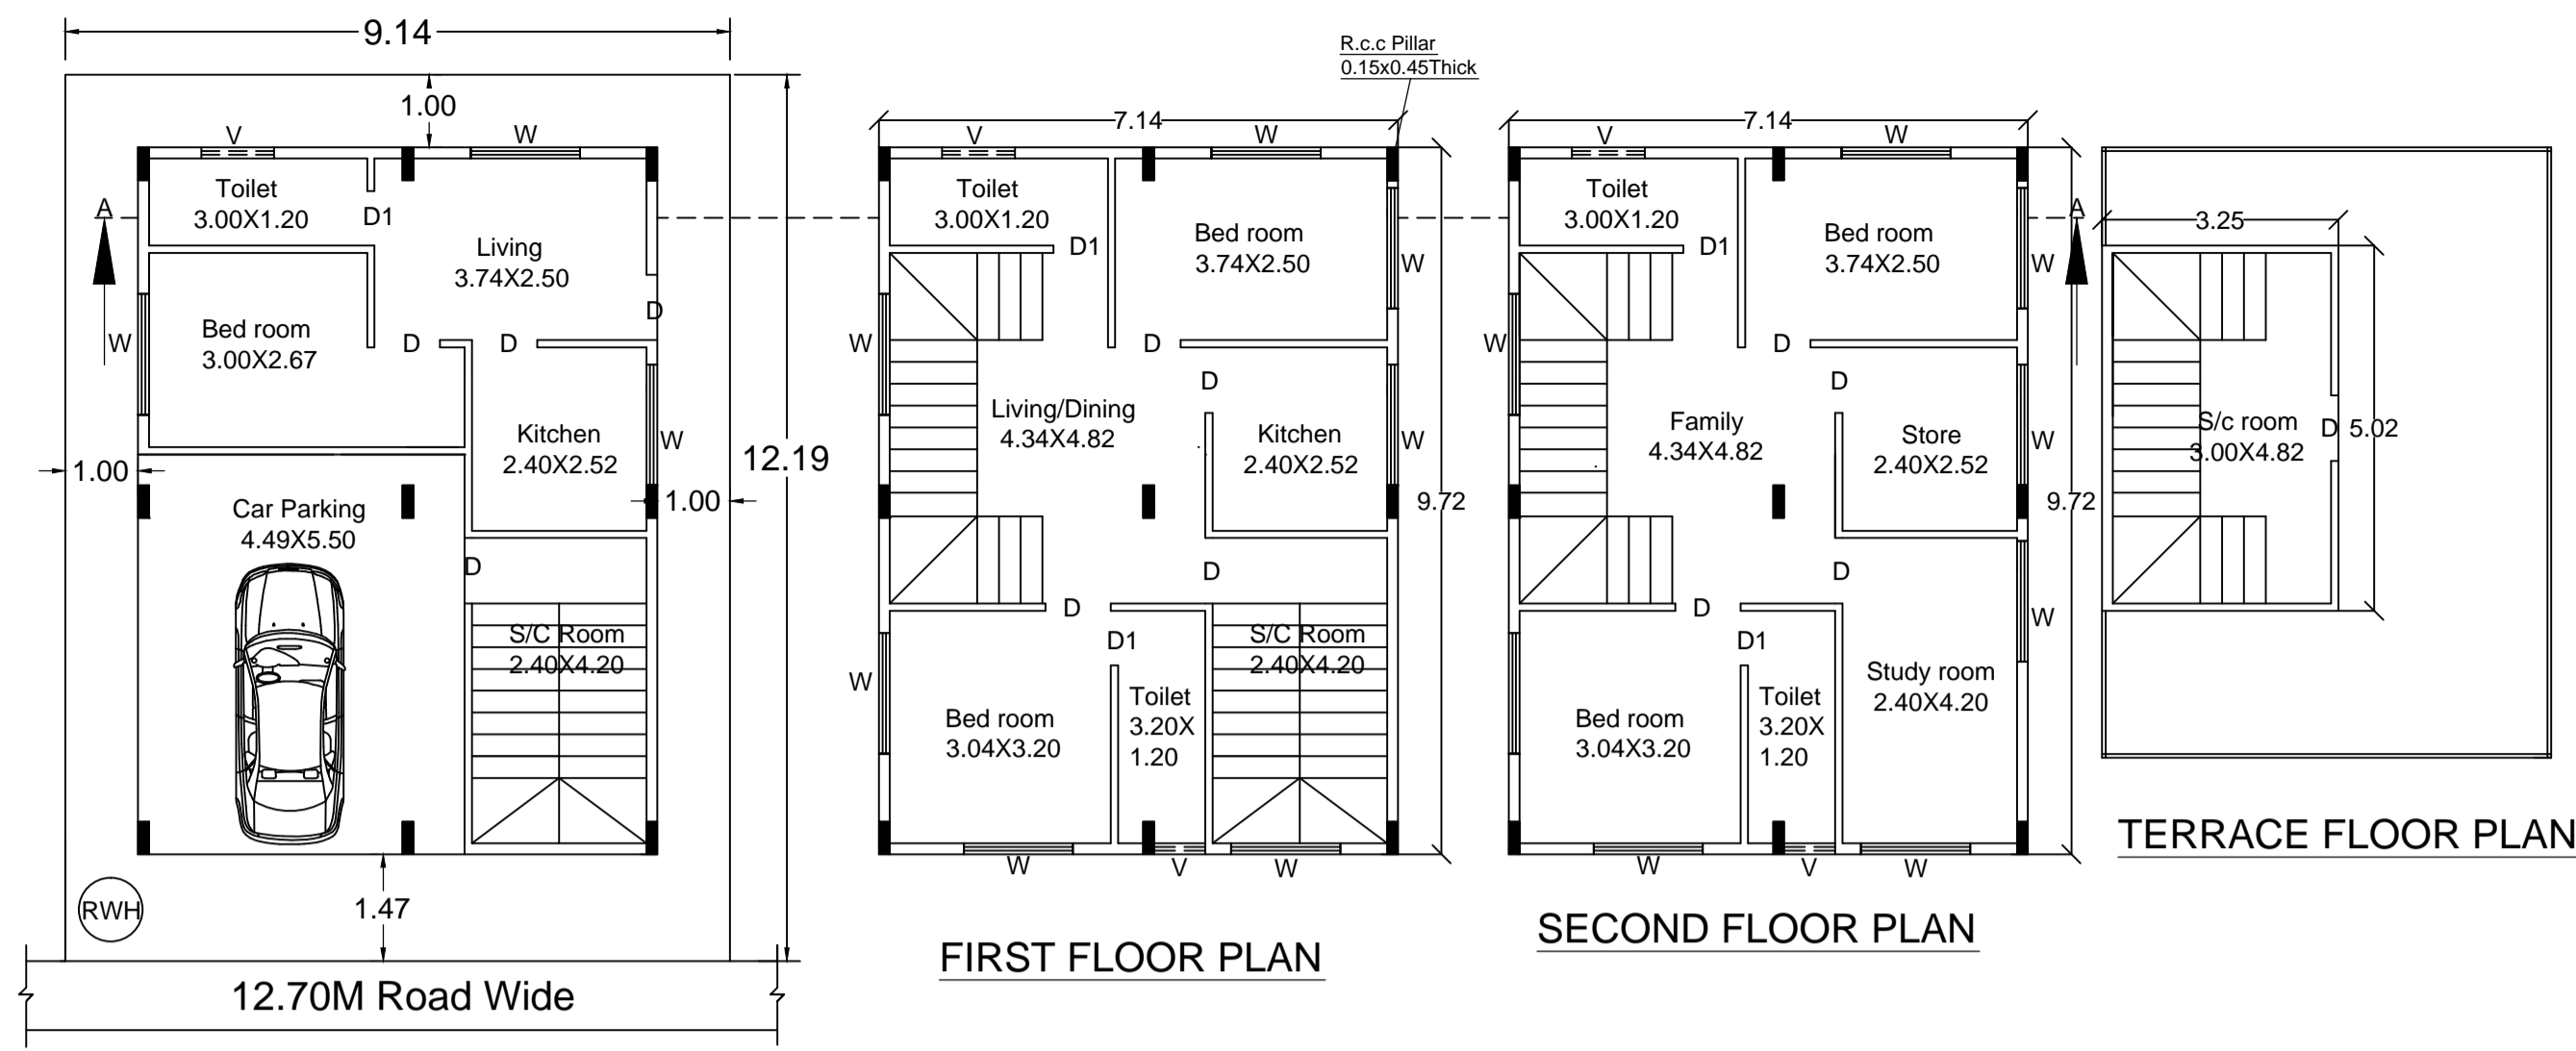 9.14
1.00
V
W
Toilet
3.00X1.20
D1
A
Living
3.74X2.50
D
Bed room
3.00X2.67
W
D
D
Kitchen
2.40X2.52
W
12.19
1.00
1.00
Car Parking
4.49X5.50
D
S/C Room
2.40X4.20
RWH
1.47
12.70M Road Wide
R.c.c Pillar
0.15x0.45Thick
7.14
V
W
Toilet
3.00X1.20
D1
Bed room
3.74X2.50
W
W
D
D
Living/Dining
4.34X4.82
Kitchen
2.40X2.52
W
9.72
D
D
D1
S/C Room
2.40X4.20
W
Bed room
3.04X3.20
Toilet
3.20X
1.20
W
V
W
FIRST FLOOR PLAN
7.14
V
W
Toilet
3.00X1.20
D1
Bed room
3.74X2.50
W
W
D
D
Family
4.34X4.82
Store
2.40X2.52
W
9.72
D
D
D1
W
Bed room
3.04X3.20
Toilet
3.20X
1.20
Study room
2.40X4.20
W
V
W
SECOND FLOOR PLAN
A
3.25
S/c room
3.00X4.82
D
5.02
TERRACE FLOOR PLAN